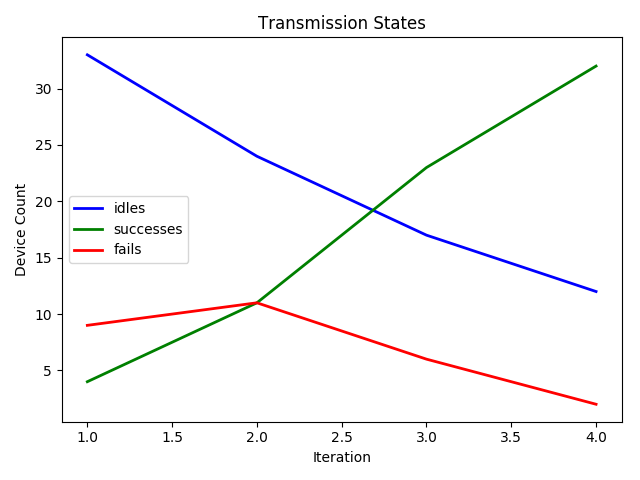 Transmission States
Device Count
30
25
20
15
10
5
idles
successes
fails
1.0 1.5 2.0 2.5 3.0 3.5 4.0
Iteration